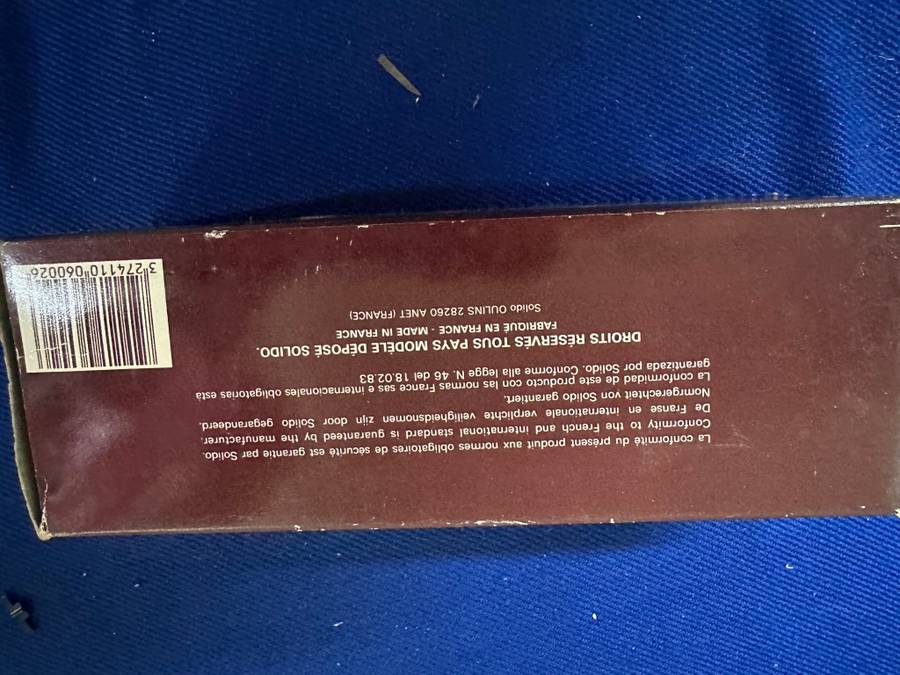 La conformité du présent produit aux normes obligatoires de sécurité est garantie par Solido.
Conformity to the French and international standard is guaranteed by the manufacturer.
De Franse en internationale verplichte veiligheidsnomen zijn door Solido gegarandeerd.
Nomrgerechtheit von Solido garantiert.
La conformidad de este producto con las normas France sas e internacionales obligatorias està
garantizada por Solido. Conforme alla legge N. 46 del 18.02.83
DROITS RÉSERVÉS TOUS PAYS MODÈLE DÉPOSÉ SOLIDO.
FABRIQUÉ EN FRANCE - MADE IN FRANCE
Solido OULINS 28260 ANET (FRANCE)
3 274110 060026